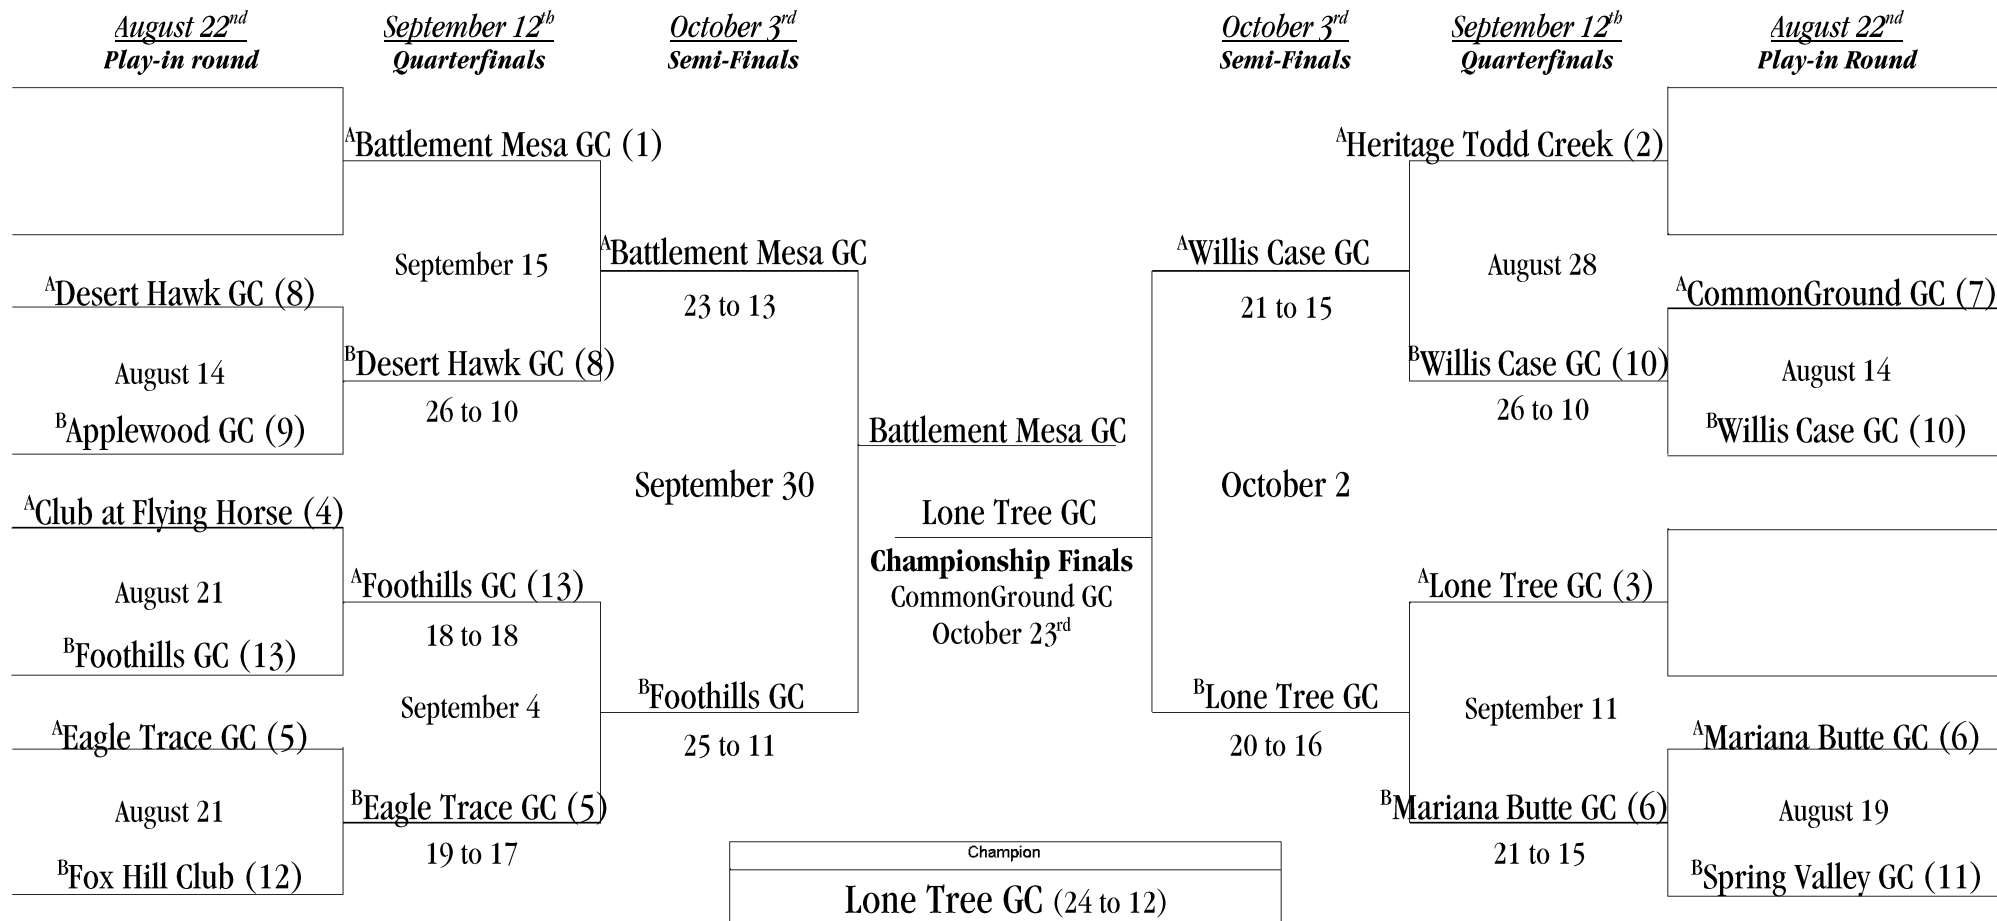 August 22nd
Play-in round
September 12th
Quarterfinals
October 3rd
Semi-Finals
October 3rd
Semi-Finals
September 12th
Quarterfinals
August 22nd
Play-in Round
ADesert Hawk GC (8)
August 14
BApplewood GC (9)
AClub at Flying Horse (4)
August 21
BFoothills GC (13)
AEagle Trace GC (5)
August 21
BFox Hill Club (12)
ABattlement Mesa GC (1)
September 15
BDesert Hawk GC (8)
26 to 10
AFoothills GC (13)
18 to 18
September 4
BEagle Trace GC (5)
19 to 17
ABattlement Mesa GC
23 to 13
September 30
BFoothills GC
25 to 11
Battlement Mesa GC
Lone Tree GC
Championship Finals
CommonGround GC
October 23rd
Champion
Lone Tree GC (24 to 12)
AWillis Case GC
21 to 15
October 2
BLone Tree GC
20 to 16
AHeritage Todd Creek (2)
August 28
BWillis Case GC (10)
26 to 10
ALone Tree GC (3)
September 11
BMariana Butte GC (6)
21 to 15
ACommonGround GC (7)
August 14
BWillis Case GC (10)
AMariana Butte GC (6)
August 19
BSpring Valley GC (11)